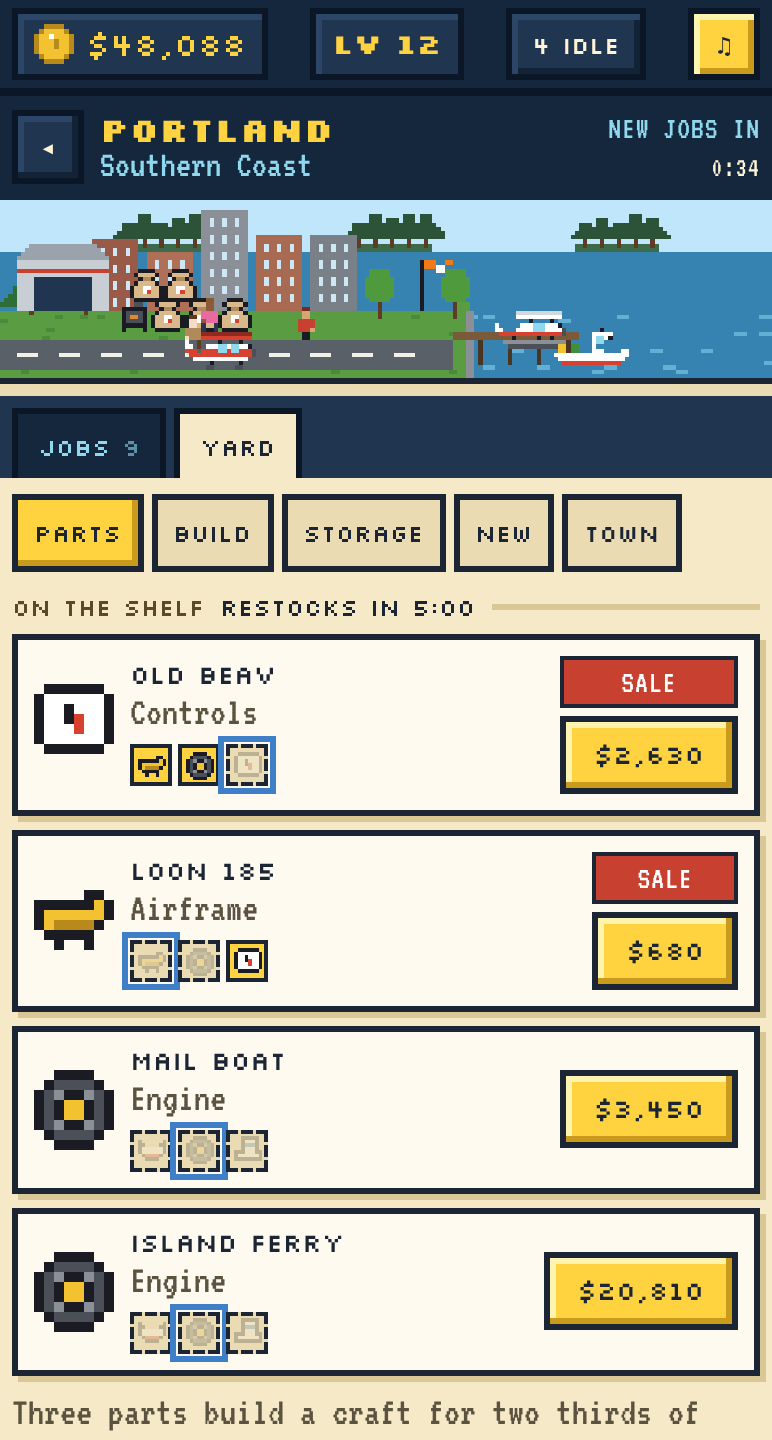 $48,088 LV 12 4 IDLE ♫
PORTLAND NEW JOBS IN
Southern Coast 0:34
JOBS 9 YARD
PARTS BUILD STORAGE NEW TOWN
ON THE SHELF RESTOCKS IN 5:00
OLD BEAV SALE
Controls
$2,630
LOON 185 SALE
Airframe
$680
MAIL BOAT
Engine $3,450
ISLAND FERRY
Engine $20,810
Three parts build a craft for two thirds of